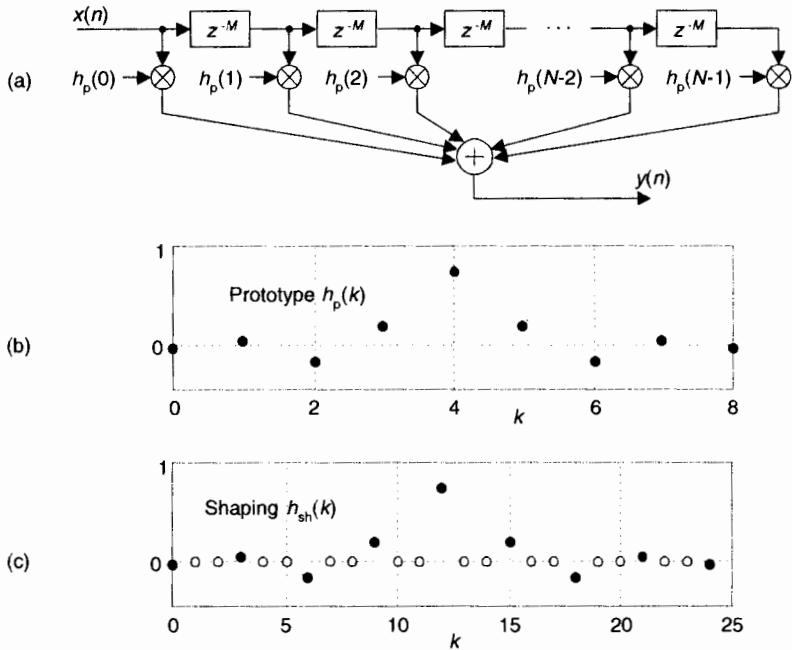 x(n)
z^-M z^-M z^-M ... z^-M
(a)
h_p(0) h_p(1) h_p(2) h_p(N-2) h_p(N-1)
+
y(n)
(b)
1
Prototype h_p(k)
0
0 2 4 6 8
k
(c)
1
Shaping h_sh(k)
0
0 5 10 15 20 25
k